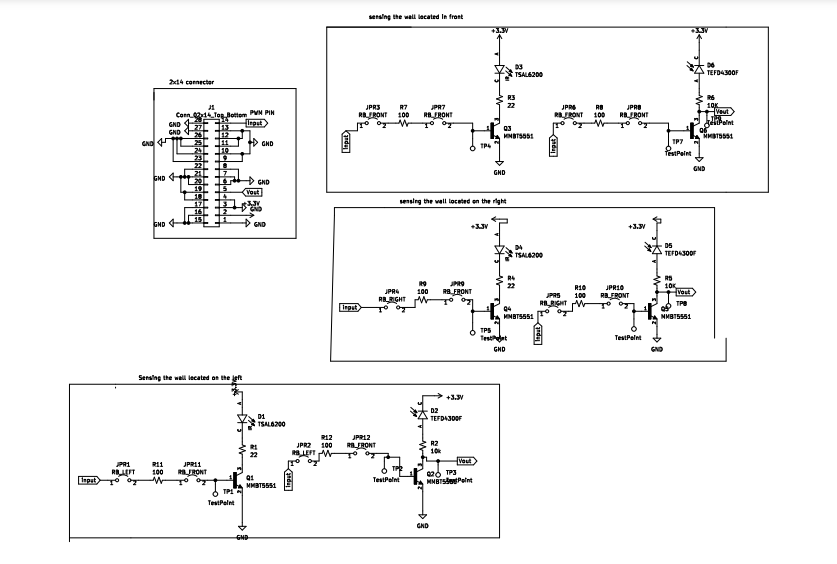 sensing the wall located in front
+3.3V
A
D3
TSAL6200
C
R3
22
JPR3
RB_FRONT
1 2
R7
100
JPR7
RB_FRONT
1 2
Input
TP4
Q3
MMBT5551
GND
+3.3V
C
D6
TEFD4300F
A
R6
10K
Vout
TestPoint
JPR6
RB_FRONT
1 2
R8
100
JPR8
RB_FRONT
1 2
Input
TP7
TestPoint
Q6
MMBT5551
GND
2x14 connector
J1
Conn_02x14_Top_Bottom
PWM PIN
Input
28 14
27 13
26 12
25 11
24 10
23 9
22 8
21 7
20 6
19 5
18 4
17 3
16 2
15 1
GND
GND
GND
GND
GND
GND
GND
Vout
+3.3V
GND
GND
sensing the wall located on the right
+3.3V
A
D4
TSAL6200
C
R4
22
JPR4
RB_RIGHT
1 2
R9
100
JPR9
RB_FRONT
1 2
Input
TP5
TestPoint
Q4
MMBT5551
GND
+3.3V
C
D5
TEFD4300F
A
R5
10K
Vout
TP8
JPR5
RB_RIGHT
1 2
R10
100
JPR10
RB_FRONT
1 2
Input
TestPoint
Q5
MMBT5551
GND
Sensing the wall located on the left
A
D1
TSAL6200
C
R1
22
JPR1
RB_LEFT
1 2
R11
100
JPR11
RB_FRONT
1 2
Input
TP1
TestPoint
Q1
MMBT5551
GND
+3.3V
C
D2
TEFD4300F
A
R2
10k
Vout
TP3
TestPoint
JPR2
RB_LEFT
1 2
R12
100
JPR12
RB_FRONT
1 2
Input
TP2
TestPoint
Q2
GND